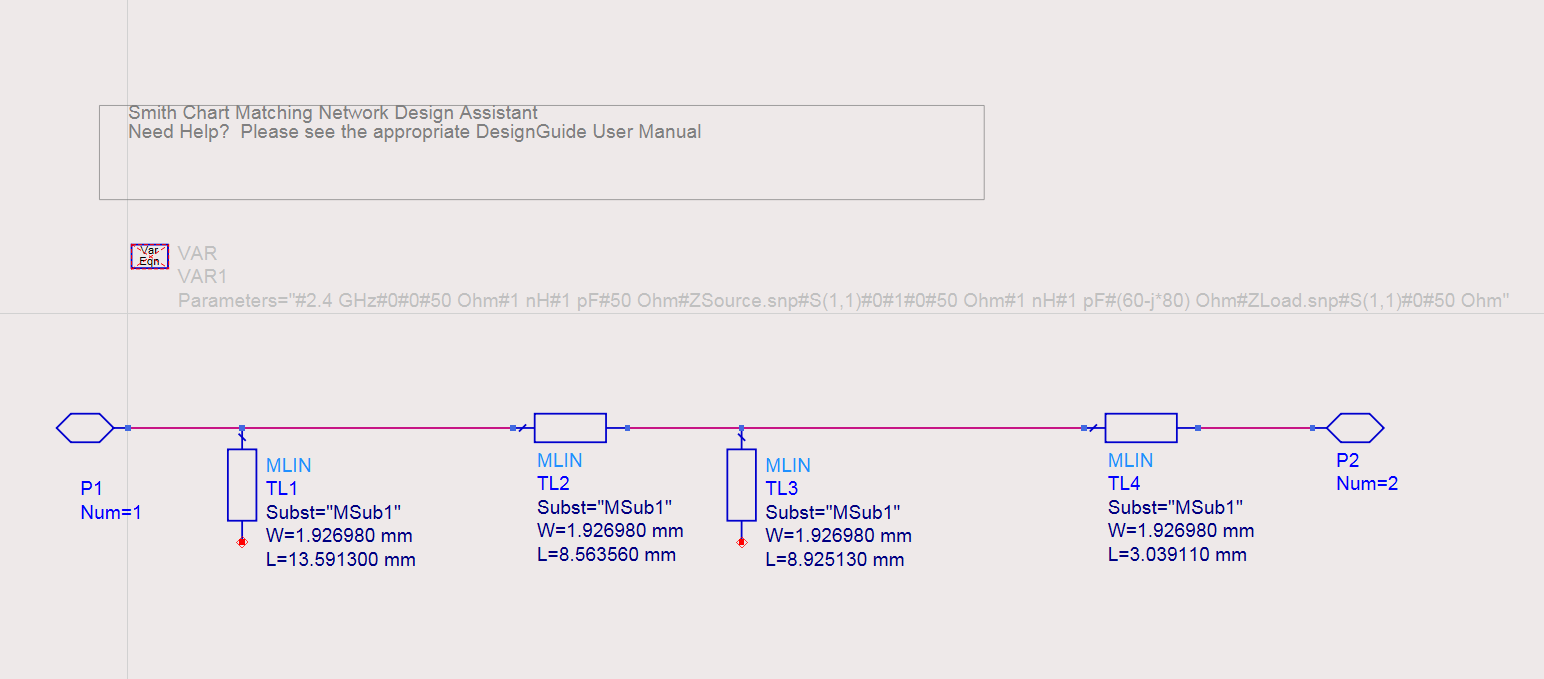 Smith Chart Matching Network Design Assistant
Need Help?  Please see the appropriate DesignGuide User Manual
Var
Eqn
VAR
VAR1
Parameters="#2.4 GHz#0#0#50 Ohm#1 nH#1 pF#50 Ohm#ZSource.snp#S(1,1)#0#1#0#50 Ohm#1 nH#1 pF#(60-j*80) Ohm#ZLoad.snp#S(1,1)#0#50 Ohm"
P1
Num=1
MLIN
TL1
Subst="MSub1"
W=1.926980 mm
L=13.591300 mm
MLIN
TL2
Subst="MSub1"
W=1.926980 mm
L=8.563560 mm
MLIN
TL3
Subst="MSub1"
W=1.926980 mm
L=8.925130 mm
MLIN
TL4
Subst="MSub1"
W=1.926980 mm
L=3.039110 mm
P2
Num=2